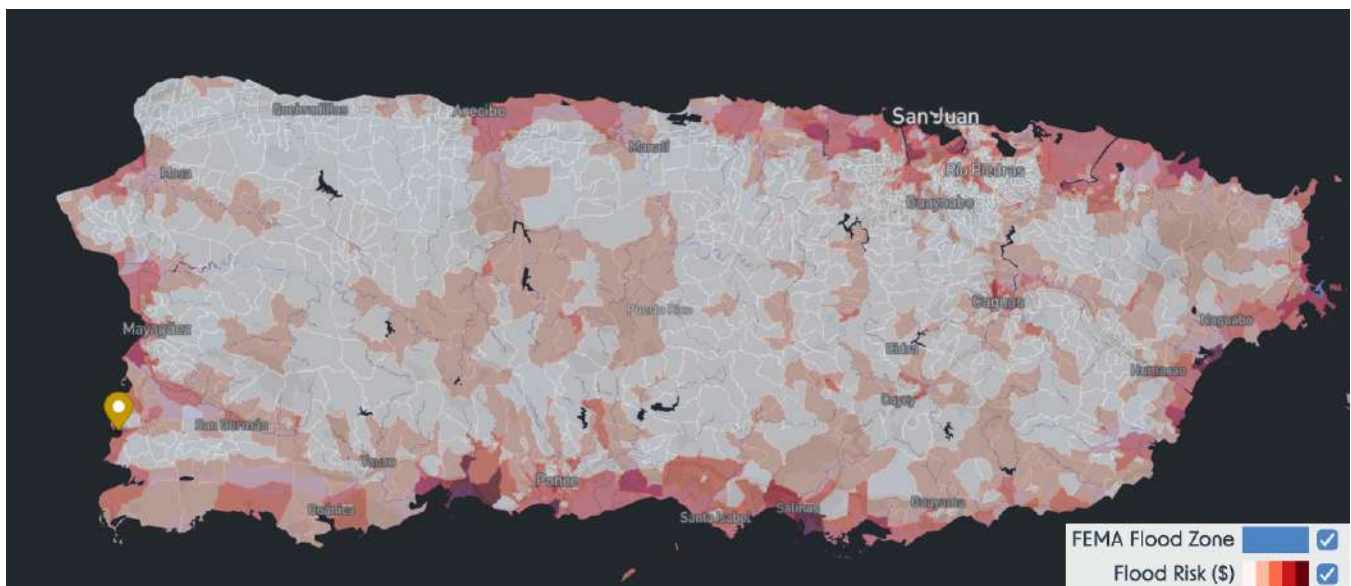 Quebradillas
Arecibo
San Juan
Manatí
Moca
Río Piedras
Guaynabo
Caguas
Puerto Rico
Naguabo
Mayagüez
Cidra
Humacao
Cayey
San Germán
Yauco
Ponce
Guánica
Santa Isabel
Salinas
Guayama
FEMA Flood Zone
Flood Risk ($)